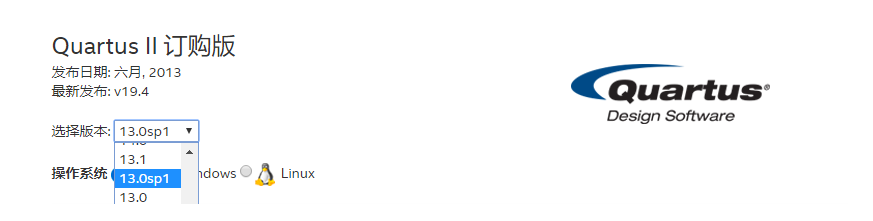 Quartus II 订购版
发布日期: 六月, 2013
最新发布: v19.4
Quartus®
Design Software
选择版本: 13.0sp1
13.1
操作系统 ndows Linux
13.0sp1
13.0